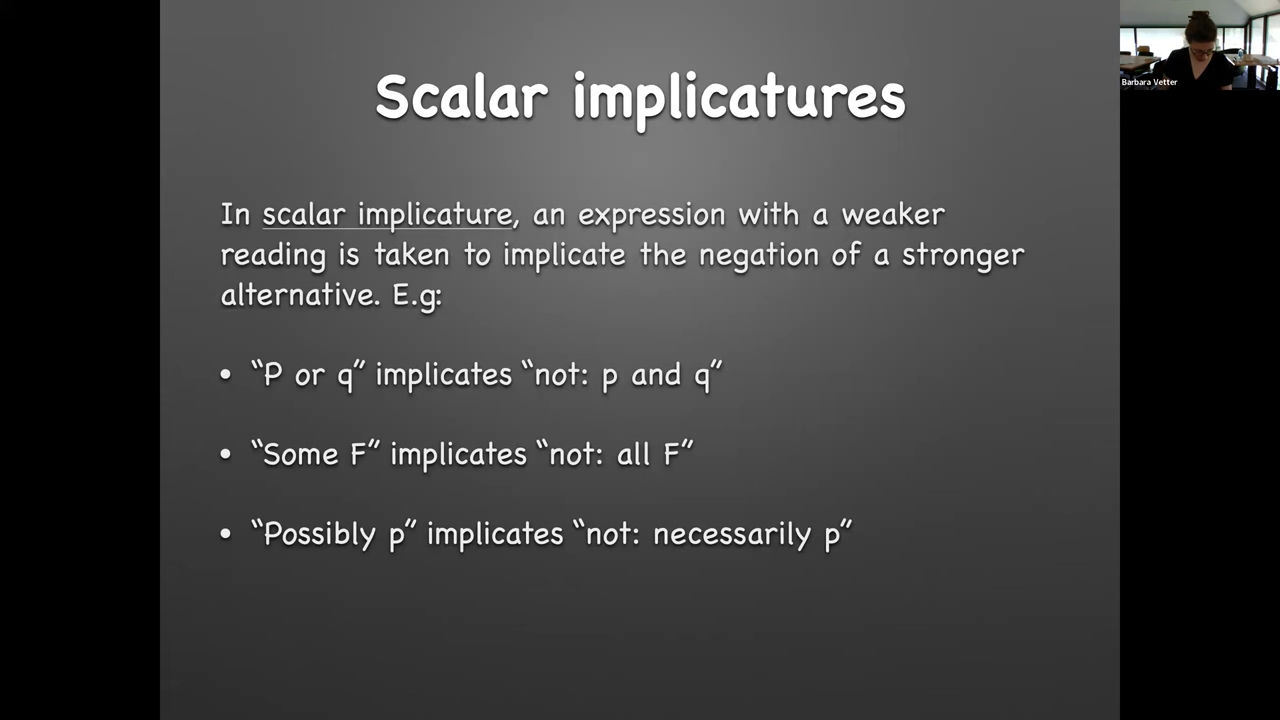 Scalar implicatures
Barbara Vetter
In scalar implicature, an expression with a weaker
reading is taken to implicate the negation of a stronger
alternative. E.g:
• “P or q” implicates “not: p and q”
• “Some F” implicates “not: all F”
• “Possibly p” implicates “not: necessarily p”